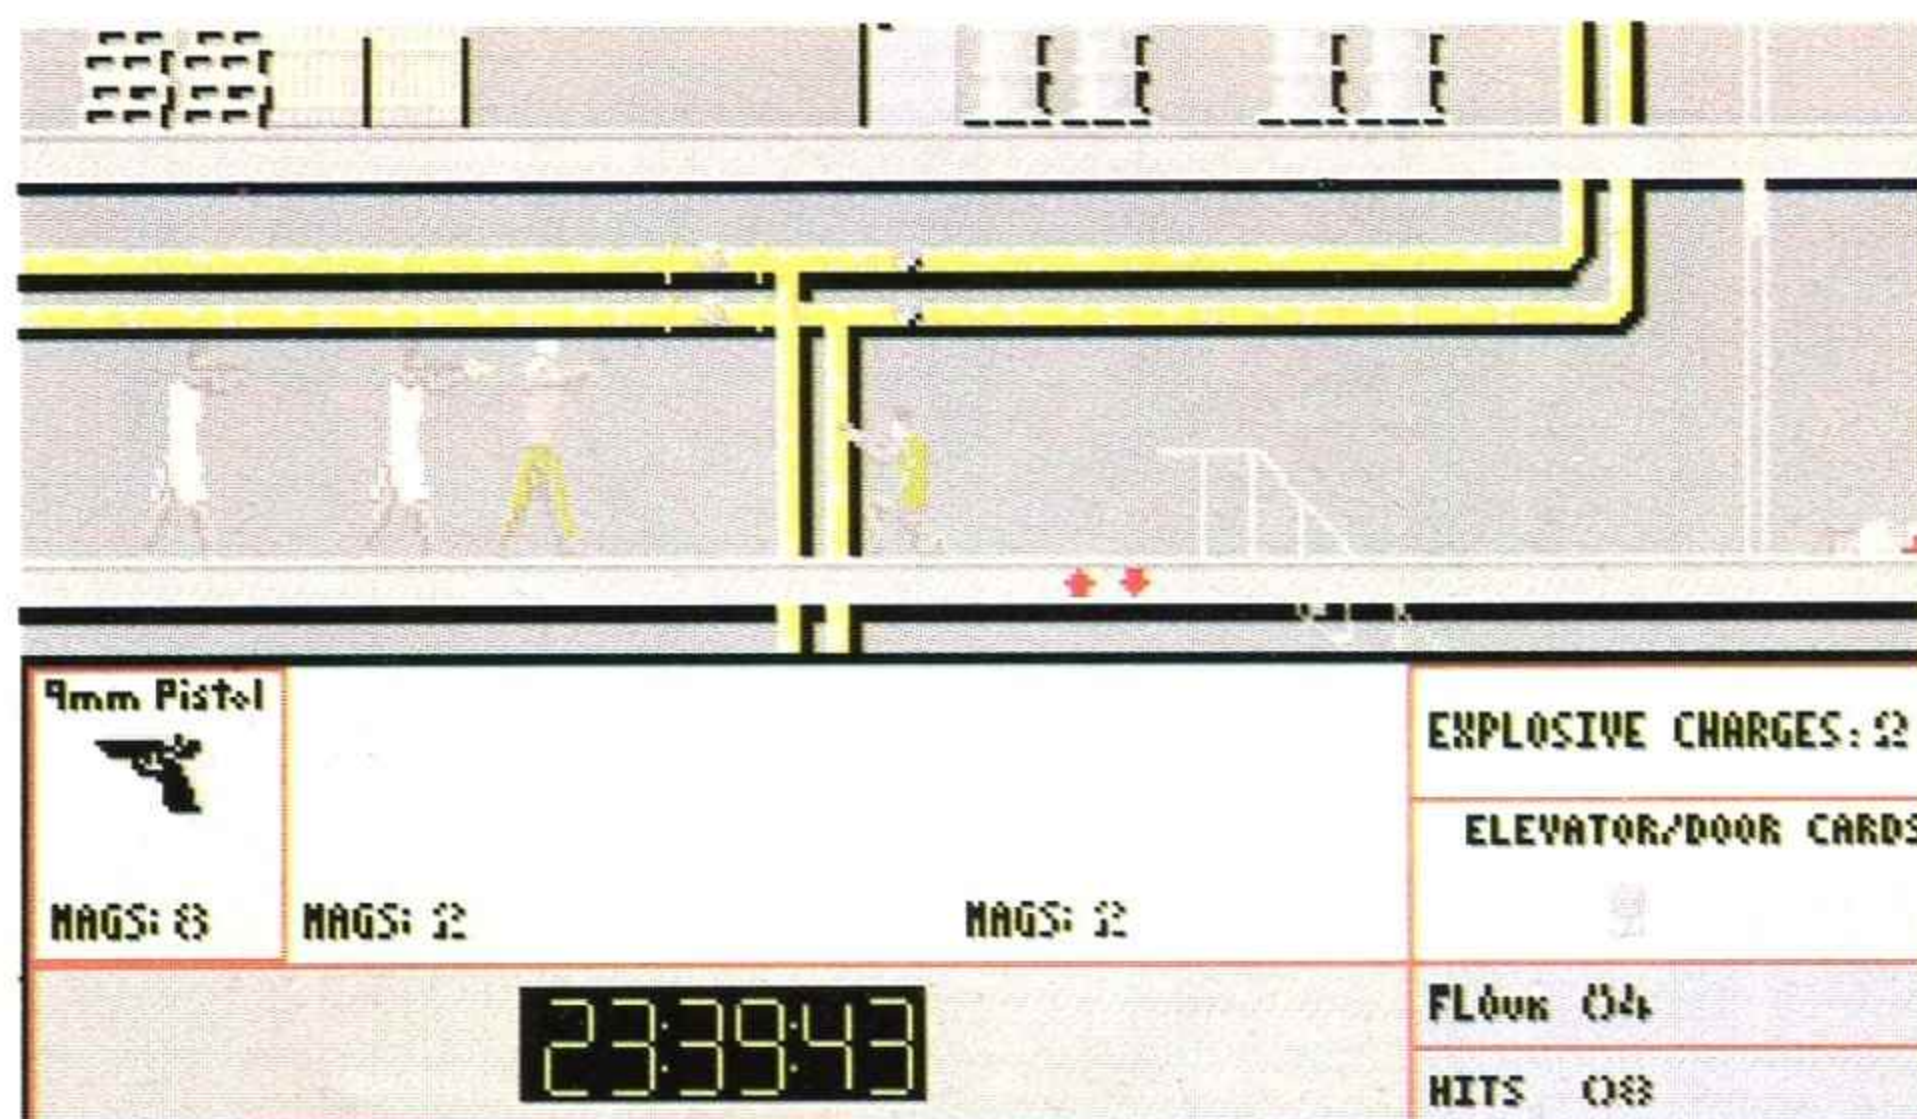 9mm Pistol
EXPLOSIVE CHARGES: 2
ELEVATOR/DOOR CARDS
MAGS: 8
MAGS: 2
MAGS: 2
FLOOR 04
23:39:43
HITS 08